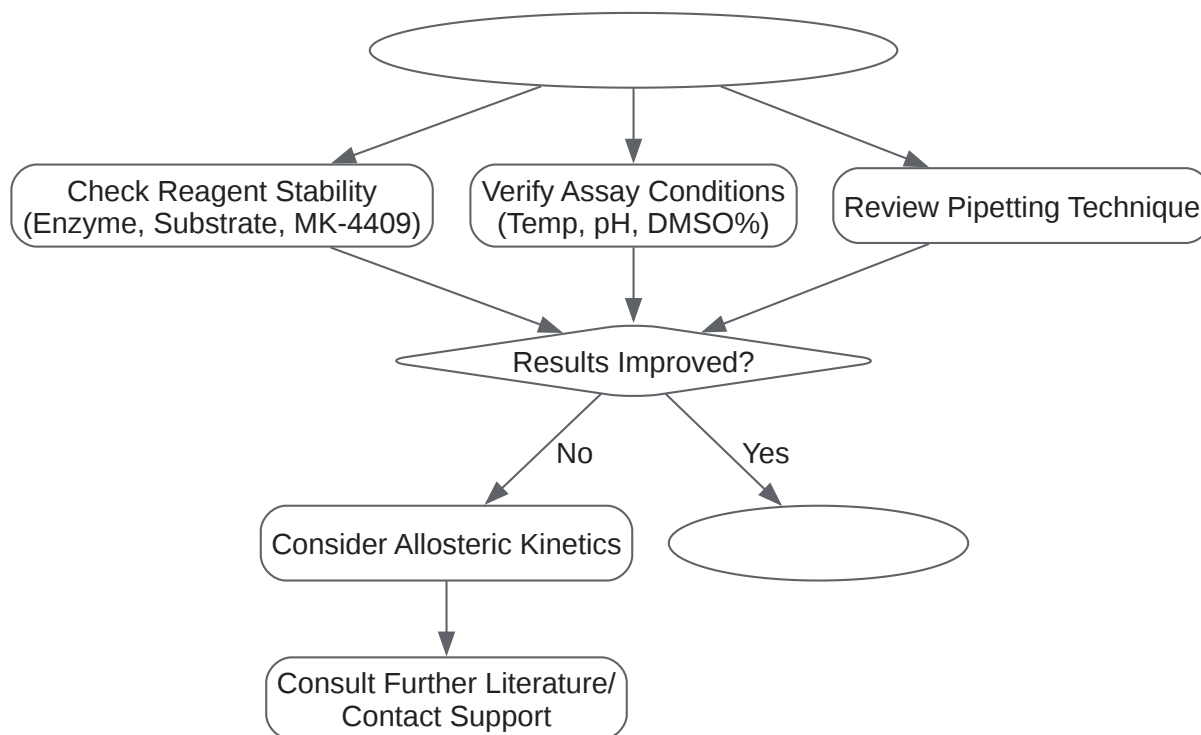 Check Reagent Stability
(Enzyme, Substrate, MK-4409)
Verify Assay Conditions
(Temp, pH, DMSO%)
Review Pipetting Technique
Results Improved?
No
Yes
Consider Allosteric Kinetics
Consult Further Literature/
Contact Support